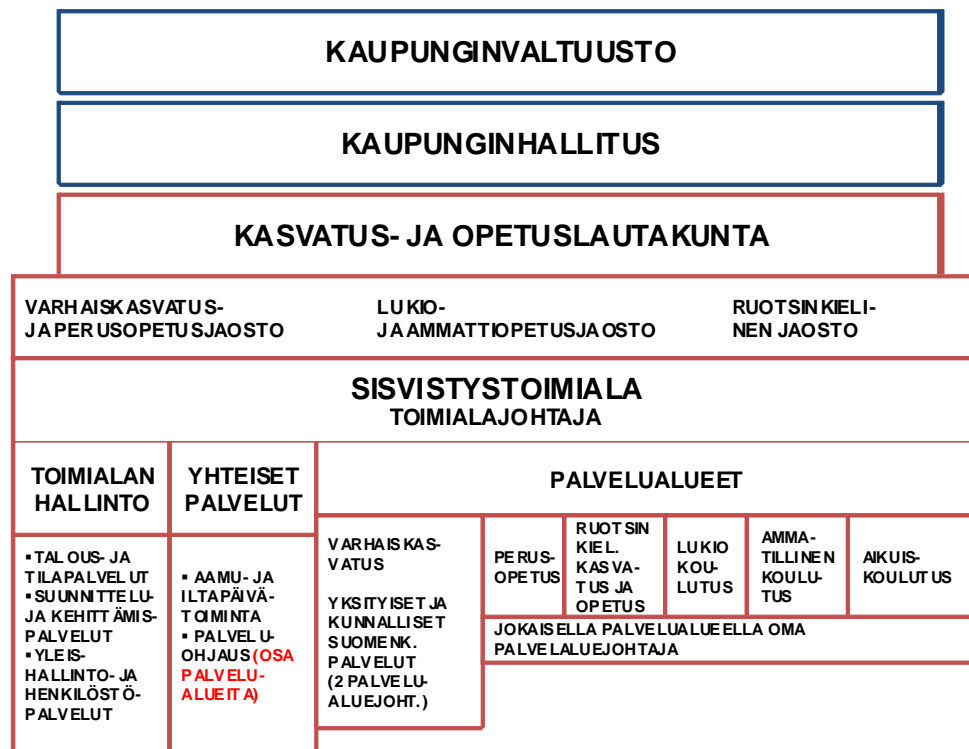 KAUPUNGINVALTUUSTO
KAUPUNGINHALLITUS
KASVATUS- JA OPETUSLAUTAKUNTA
VARHAISKASVATUS-
JA PERUSOPETUSJAOSTO
LUKIO-
JA AMMATTIOPETUSJAOSTO
RUOTSINKIELI-
NEN JAOSTO
SISVISTYSTOIMIALA
TOIMIALAJOHTAJA
TOIMIALAN
HALLINTO
YHTEISET
PALVELUT
PALVELUALUEET
▪ TALOUS- JA
TILAPALVELUT
▪ SUUNNITTELU-
JA KEHITTÄMIS-
PALVELUT
▪ YLEIS-
HALLINTO- JA
HENKILÖSTÖ-
PALVELUT
▪ AAMU- JA
ILTAPÄIVÄ-
TOIMINTA
▪ PALVELU-
OHJAUS (OSA
PALVELU-
ALUEITA)
VARHAISKAS-
VATUS
YKSITYISET JA
KUNNALLISET
SUOMENK.
PALVELUT
(2 PALVELU-
ALUEJOHT.)
PERUS-
OPETUS
RUOTSIN
KIEL.
KASVA-
TUS JA
OPETUS
LUKIO
KOU-
LUTUS
AMMA-
TILLINEN
KOULU-
TUS
AIKUIS-
KOULUTUS
JOKAISELLA PALVELUALUEELLA OMA
PALVELALUEJOHTAJA